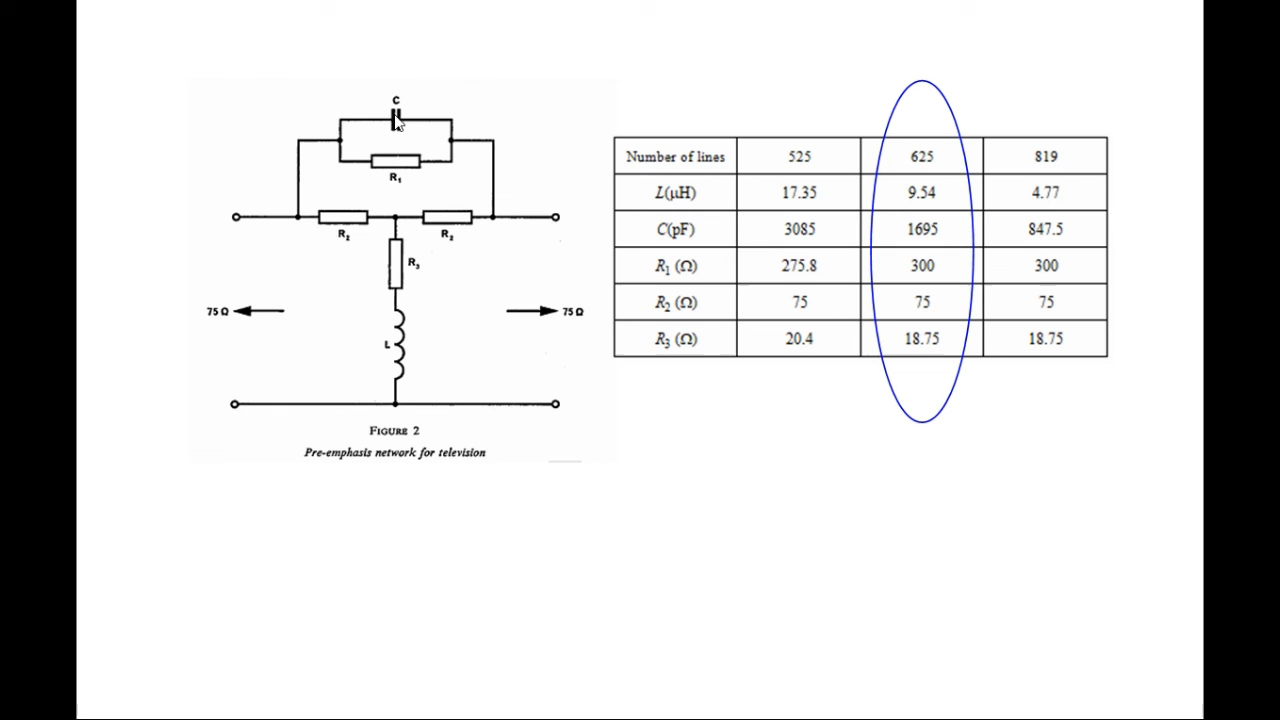 C
R₁
R₂ R₂
R₃
75 Ω 75 Ω
L
FIGURE 2
Pre-emphasis network for television
Number of lines 525 625 819
L(μH) 17.35 9.54 4.77
C(pF) 3085 1695 847.5
R₁ (Ω) 275.8 300 300
R₂ (Ω) 75 75 75
R₃ (Ω) 20.4 18.75 18.75